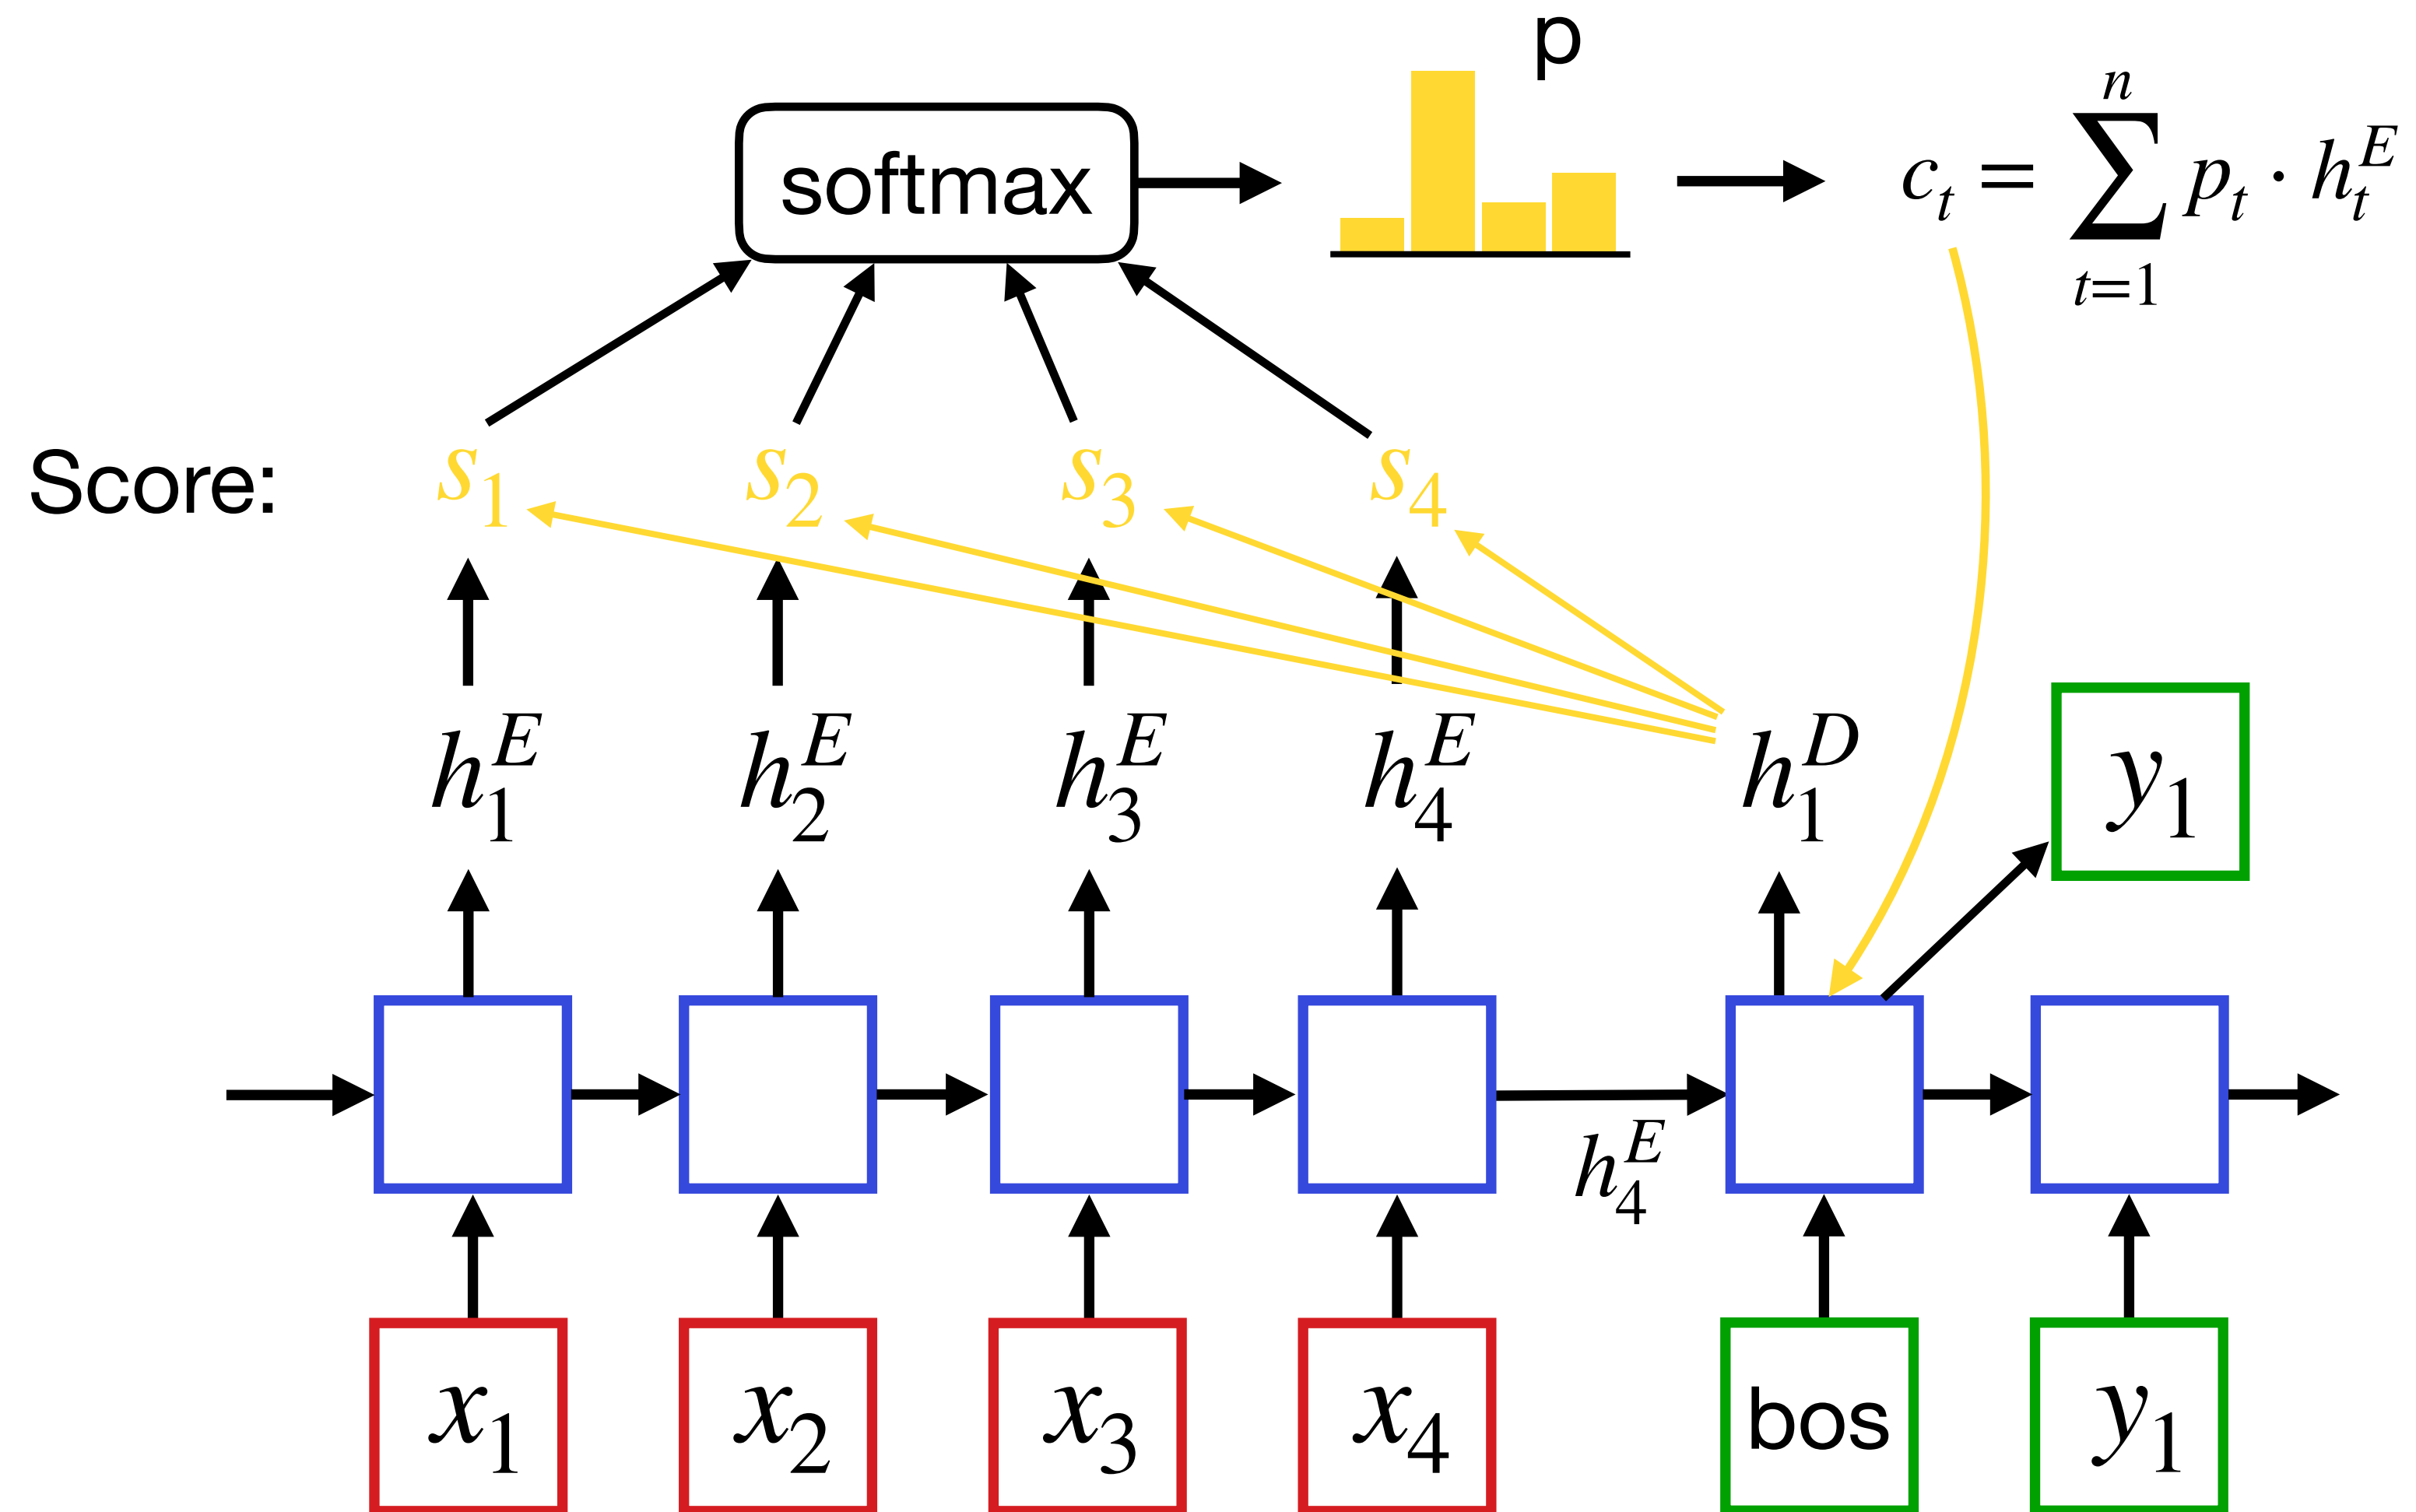 p
softmax
c_t = \sum_{t=1}^{n} p_t · h_t^E
Score: s_1 s_2 s_3 s_4
h_1^E h_2^E h_3^E h_4^E h_1^D y_1
h_4^E
x_1 x_2 x_3 x_4 bos y_1